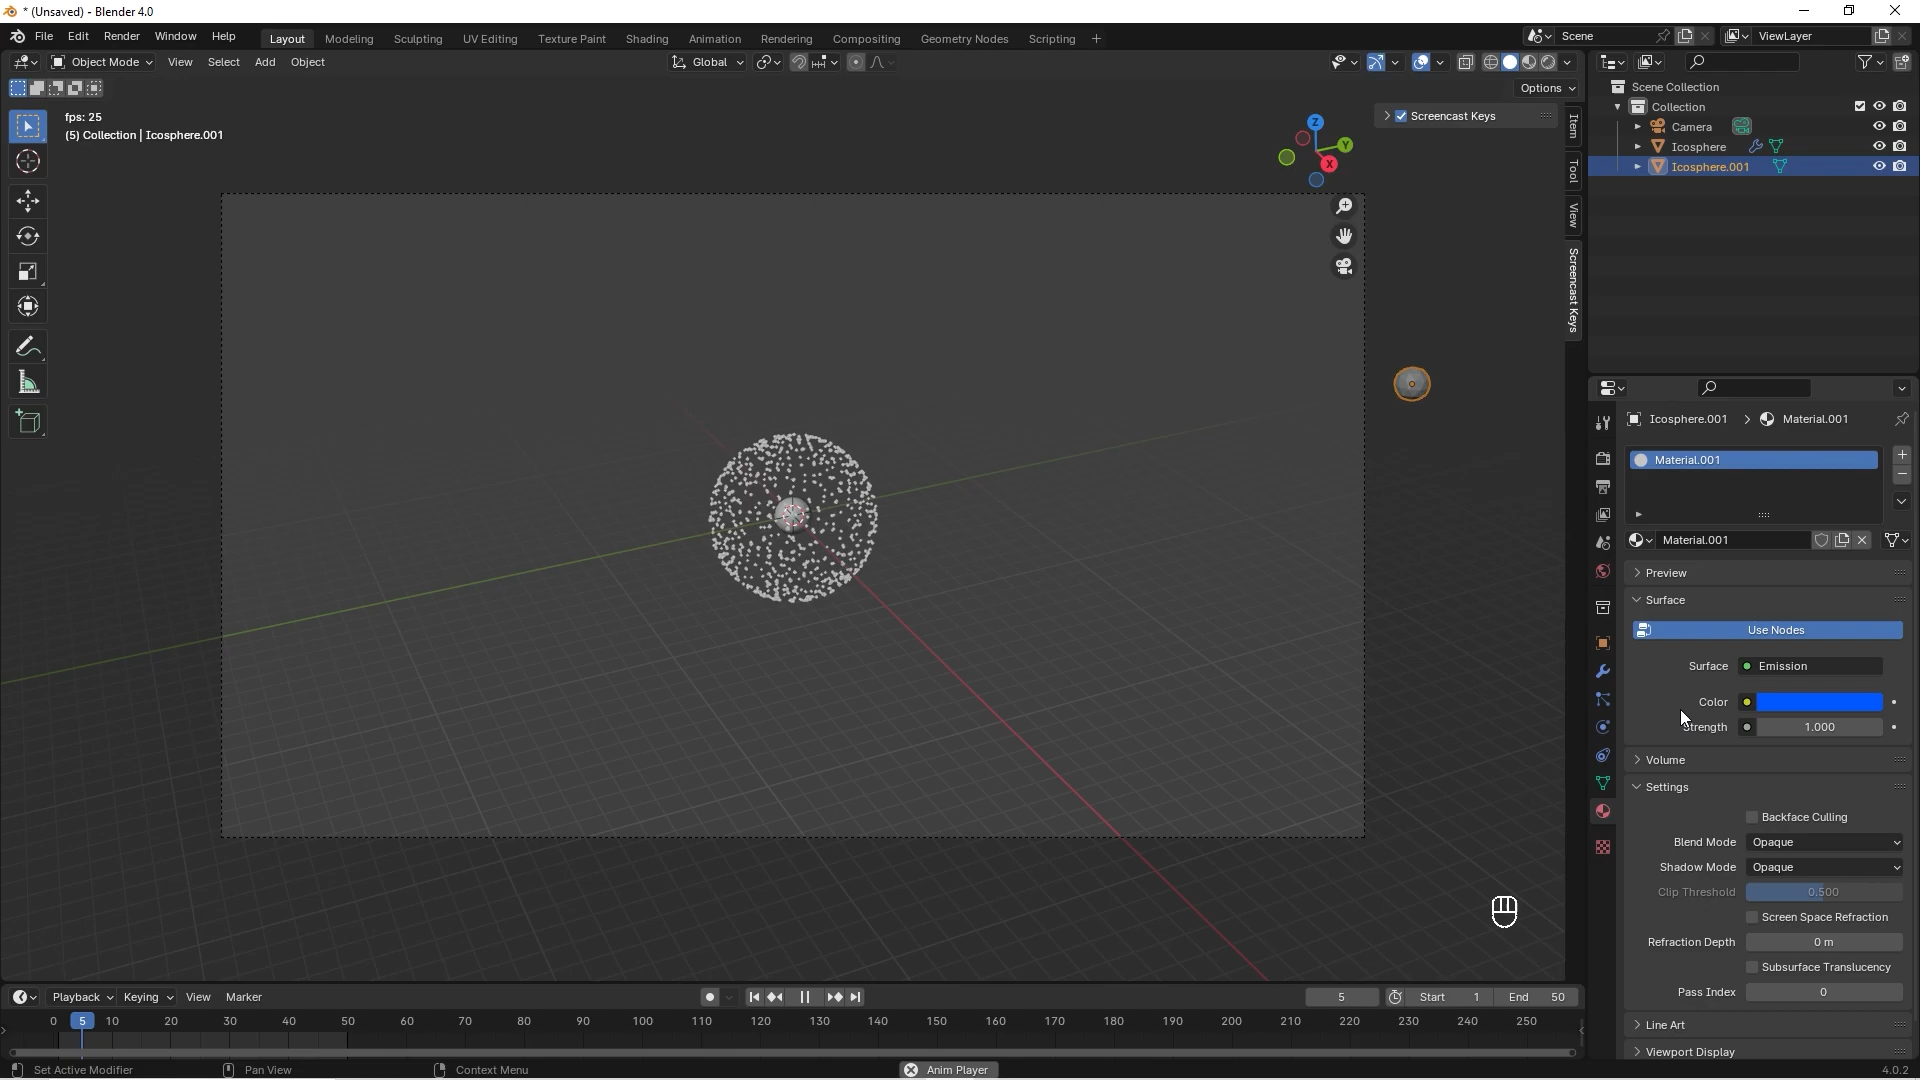 * (Unsaved) - Blender 4.0
File Edit Render Window Help Layout Modeling Sculpting UV Editing Texture Paint Shading Animation Rendering Compositing Geometry Nodes Scripting + Scene ViewLayer
Object Mode View Select Add Object Global
Options
fps: 25
(5) Collection | Icosphere.001
Screencast Keys
Z
Y
X
Item
Tool
View
Screencast Keys
Scene Collection
Collection
Camera
Icosphere
Icosphere.001
Icosphere.001 > Material.001
Material.001
Material.001
Preview
Surface
Use Nodes
Surface Emission
Color
Strength 1.000
Volume
Settings
Backface Culling
Blend Mode Opaque
Shadow Mode Opaque
Clip Threshold 0.500
Screen Space Refraction
Refraction Depth 0 m
Subsurface Translucency
Pass Index 0
Line Art
Viewport Display
Playback Keying View Marker 5 Start 1 End 50
0 5 10 20 30 40 50 60 70 80 90 100 110 120 130 140 150 160 170 180 190 200 210 220 230 240 250
Set Active Modifier Pan View Context Menu Anim Player 4.0.2